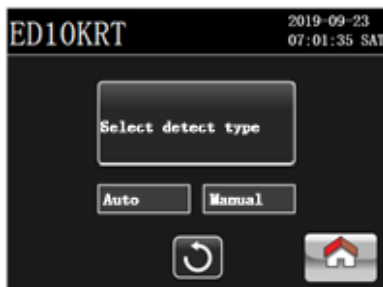 ED10KRT
2019-09-23
07:01:35 SAT
Select detect type
Auto
Manual